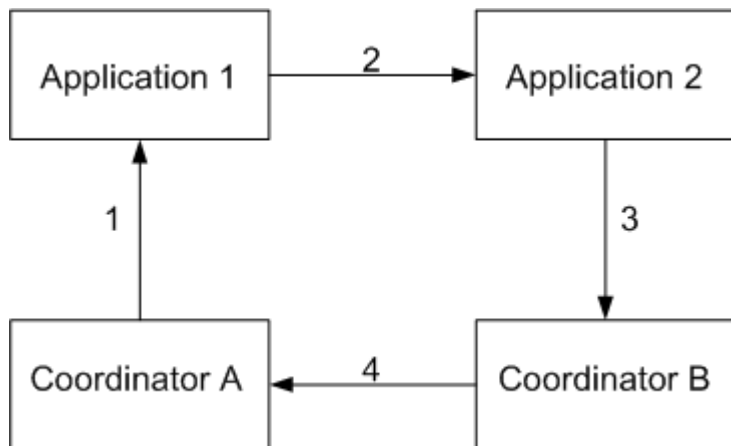 Application 1
2
Application 2
1
3
Coordinator A
4
Coordinator B